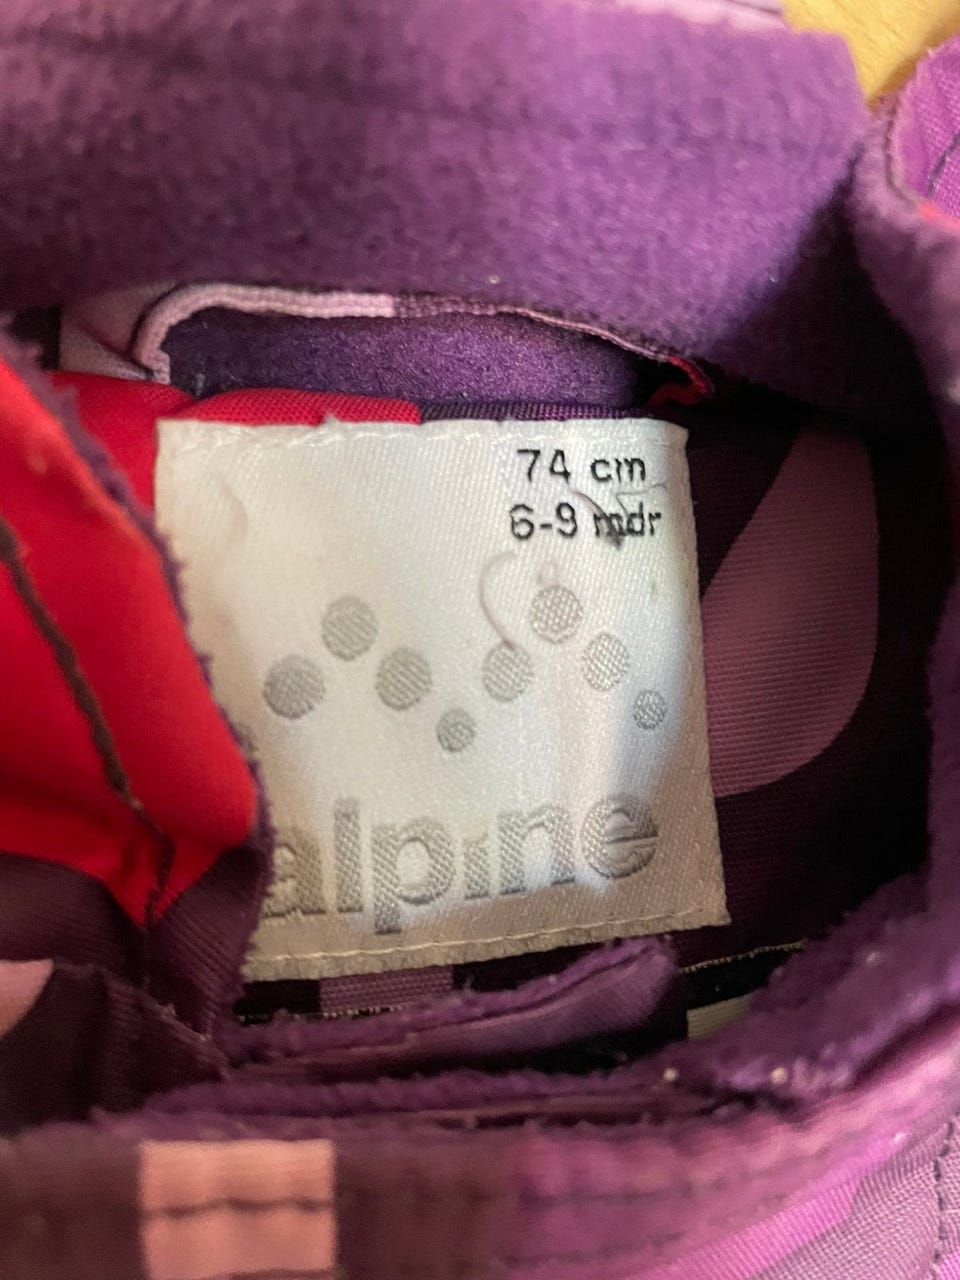 74 cm
6-9 mdr
alpine